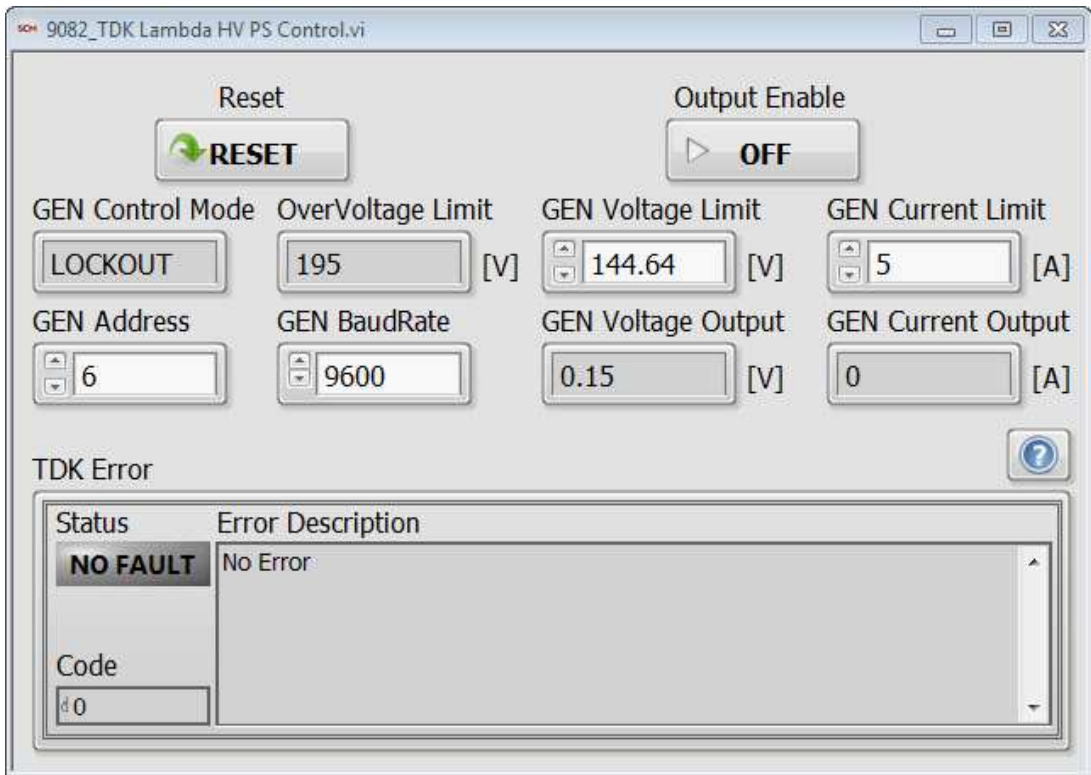 SCM 9082_TDK Lambda HV PS Control.vi
Reset Output Enable
RESET OFF
GEN Control Mode OverVoltage Limit GEN Voltage Limit GEN Current Limit
LOCKOUT 195 [V] 144.64 [V] 5 [A]
GEN Address GEN BaudRate GEN Voltage Output GEN Current Output
6 9600 0.15 [V] 0 [A]
?
TDK Error
Status Error Description
NO FAULT No Error
Code
d 0